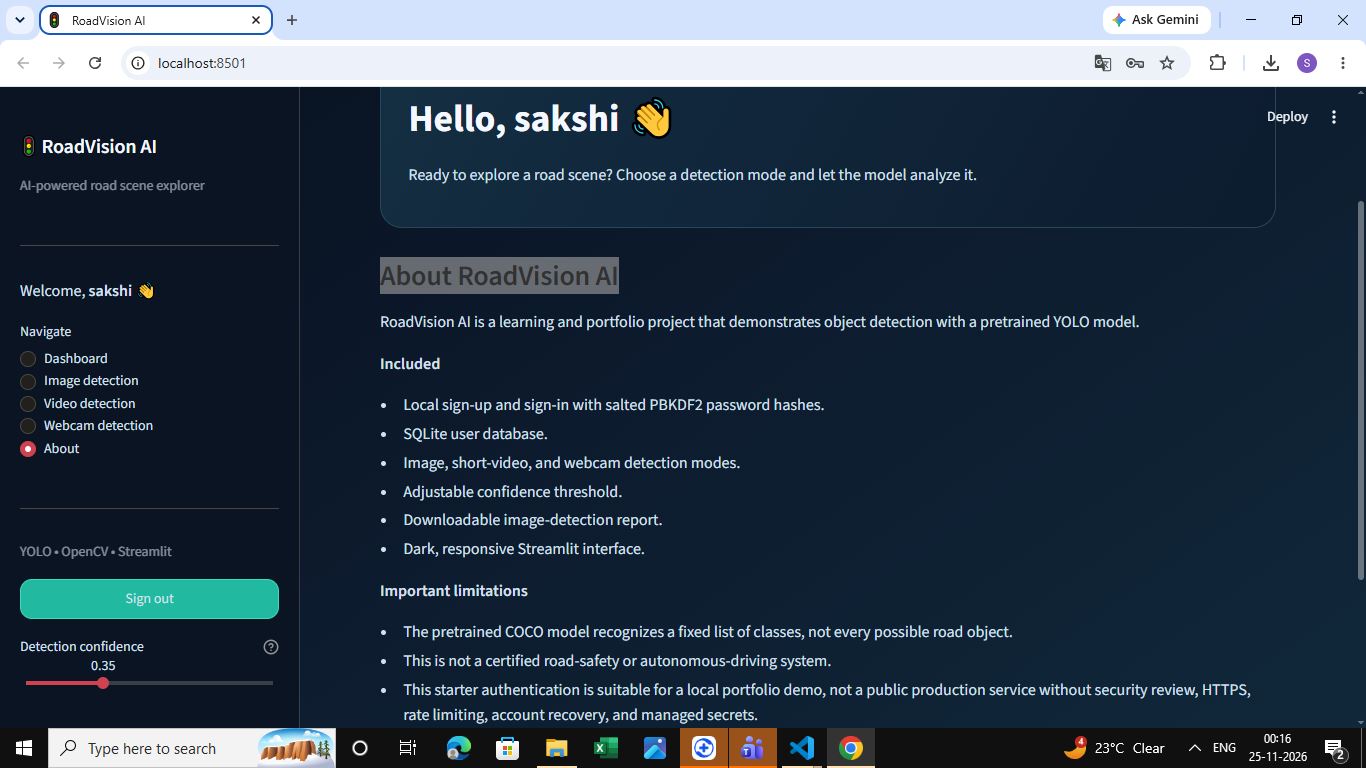 RoadVision AI
Ask Gemini
localhost:8501
S
Deploy
RoadVision AI
AI-powered road scene explorer
Welcome, sakshi
Navigate
Dashboard
Image detection
Video detection
Webcam detection
About
YOLO • OpenCV • Streamlit
Sign out
Detection confidence
0.35
Hello, sakshi
Ready to explore a road scene? Choose a detection mode and let the model analyze it.
About RoadVision AI
RoadVision AI is a learning and portfolio project that demonstrates object detection with a pretrained YOLO model.
Included
• Local sign-up and sign-in with salted PBKDF2 password hashes.
• SQLite user database.
• Image, short-video, and webcam detection modes.
• Adjustable confidence threshold.
• Downloadable image-detection report.
• Dark, responsive Streamlit interface.
Important limitations
• The pretrained COCO model recognizes a fixed list of classes, not every possible road object.
• This is not a certified road-safety or autonomous-driving system.
• This starter authentication is suitable for a local portfolio demo, not a public production service without security review, HTTPS,
rate limiting, account recovery, and managed secrets.
Type here to search
4
23°C Clear
ENG
00:16
25-11-2026
2